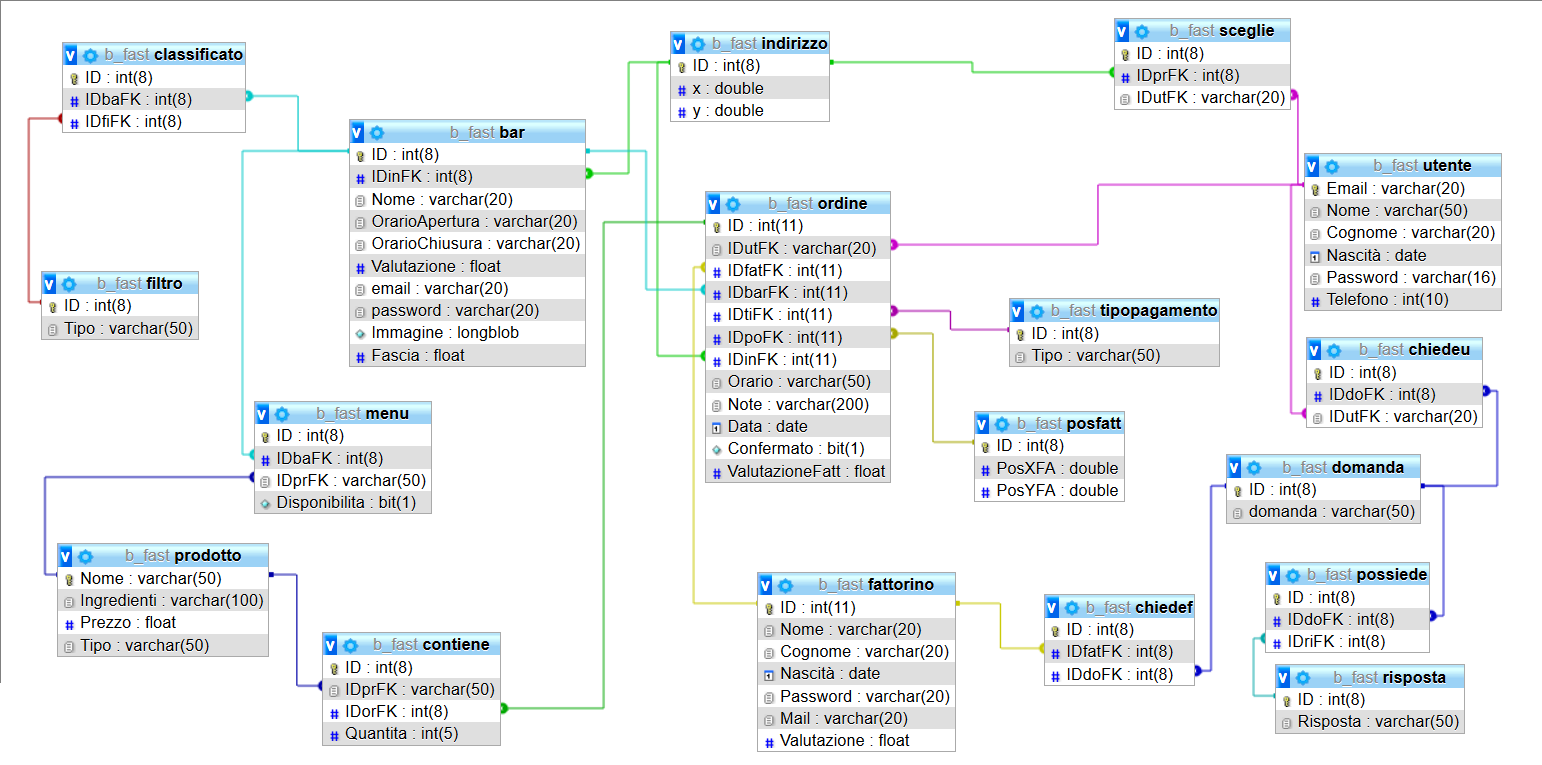 b_fast classificato
ID : int(8)
IDbaFK : int(8)
IDfiFK : int(8)
b_fast filtro
ID : int(8)
Tipo : varchar(50)
b_fast bar
ID : int(8)
IDinFK : int(8)
Nome : varchar(20)
OrarioApertura : varchar(20)
OrarioChiusura : varchar(20)
Valutazione : float
email : varchar(20)
password : varchar(20)
Immagine : longblob
Fascia : float
b_fast menu
ID : int(8)
IDbaFK : int(8)
IDprFK : varchar(50)
Disponibilita : bit(1)
b_fast prodotto
Nome : varchar(50)
Ingredienti : varchar(100)
Prezzo : float
Tipo : varchar(50)
b_fast contiene
ID : int(8)
IDprFK : varchar(50)
IDorFK : int(8)
Quantita : int(5)
b_fast indirizzo
ID : int(8)
x : double
y : double
b_fast ordine
ID : int(11)
IDutFK : varchar(20)
IDfatFK : int(11)
IDbarFK : int(11)
IDtiFK : int(11)
IDpoFK : int(11)
IDinFK : int(11)
Orario : varchar(50)
Note : varchar(200)
Data : date
Confermato : bit(1)
ValutazioneFatt : float
b_fast fattorino
ID : int(11)
Nome : varchar(20)
Cognome : varchar(20)
Nascità : date
Password : varchar(20)
Mail : varchar(20)
Valutazione : float
b_fast sceglie
ID : int(8)
IDprFK : int(8)
IDutFK : varchar(20)
b_fast utente
Email : varchar(20)
Nome : varchar(50)
Cognome : varchar(20)
Nascità : date
Password : varchar(16)
Telefono : int(10)
b_fast tipopagamento
ID : int(8)
Tipo : varchar(50)
b_fast chiedeu
ID : int(8)
IDdoFK : int(8)
IDutFK : varchar(20)
b_fast posfatt
ID : int(8)
PosXFA : double
PosYFA : double
b_fast domanda
ID : int(8)
domanda : varchar(50)
b_fast chiedef
ID : int(8)
IDfatFK : int(8)
IDdoFK : int(8)
b_fast possiede
ID : int(8)
IDdoFK : int(8)
IDriFK : int(8)
b_fast risposta
ID : int(8)
Risposta : varchar(50)